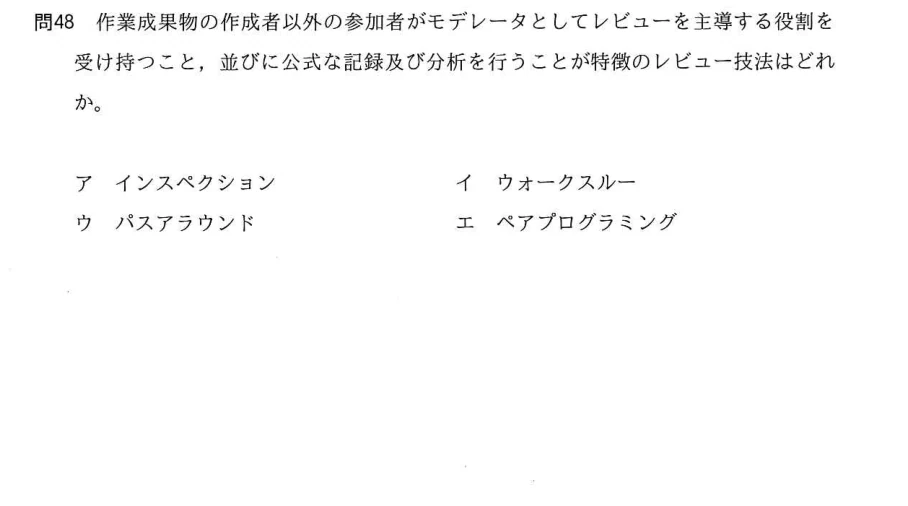 問48 作業成果物の作成者以外の参加者がモデレータとしてレビューを主導する役割を
受け持つこと，並びに公式な記録及び分析を行うことが特徴のレビュー技法はどれ
か。
ア インスペクション イ ウォークスルー
ウ パスアラウンド エ ペアプログラミング